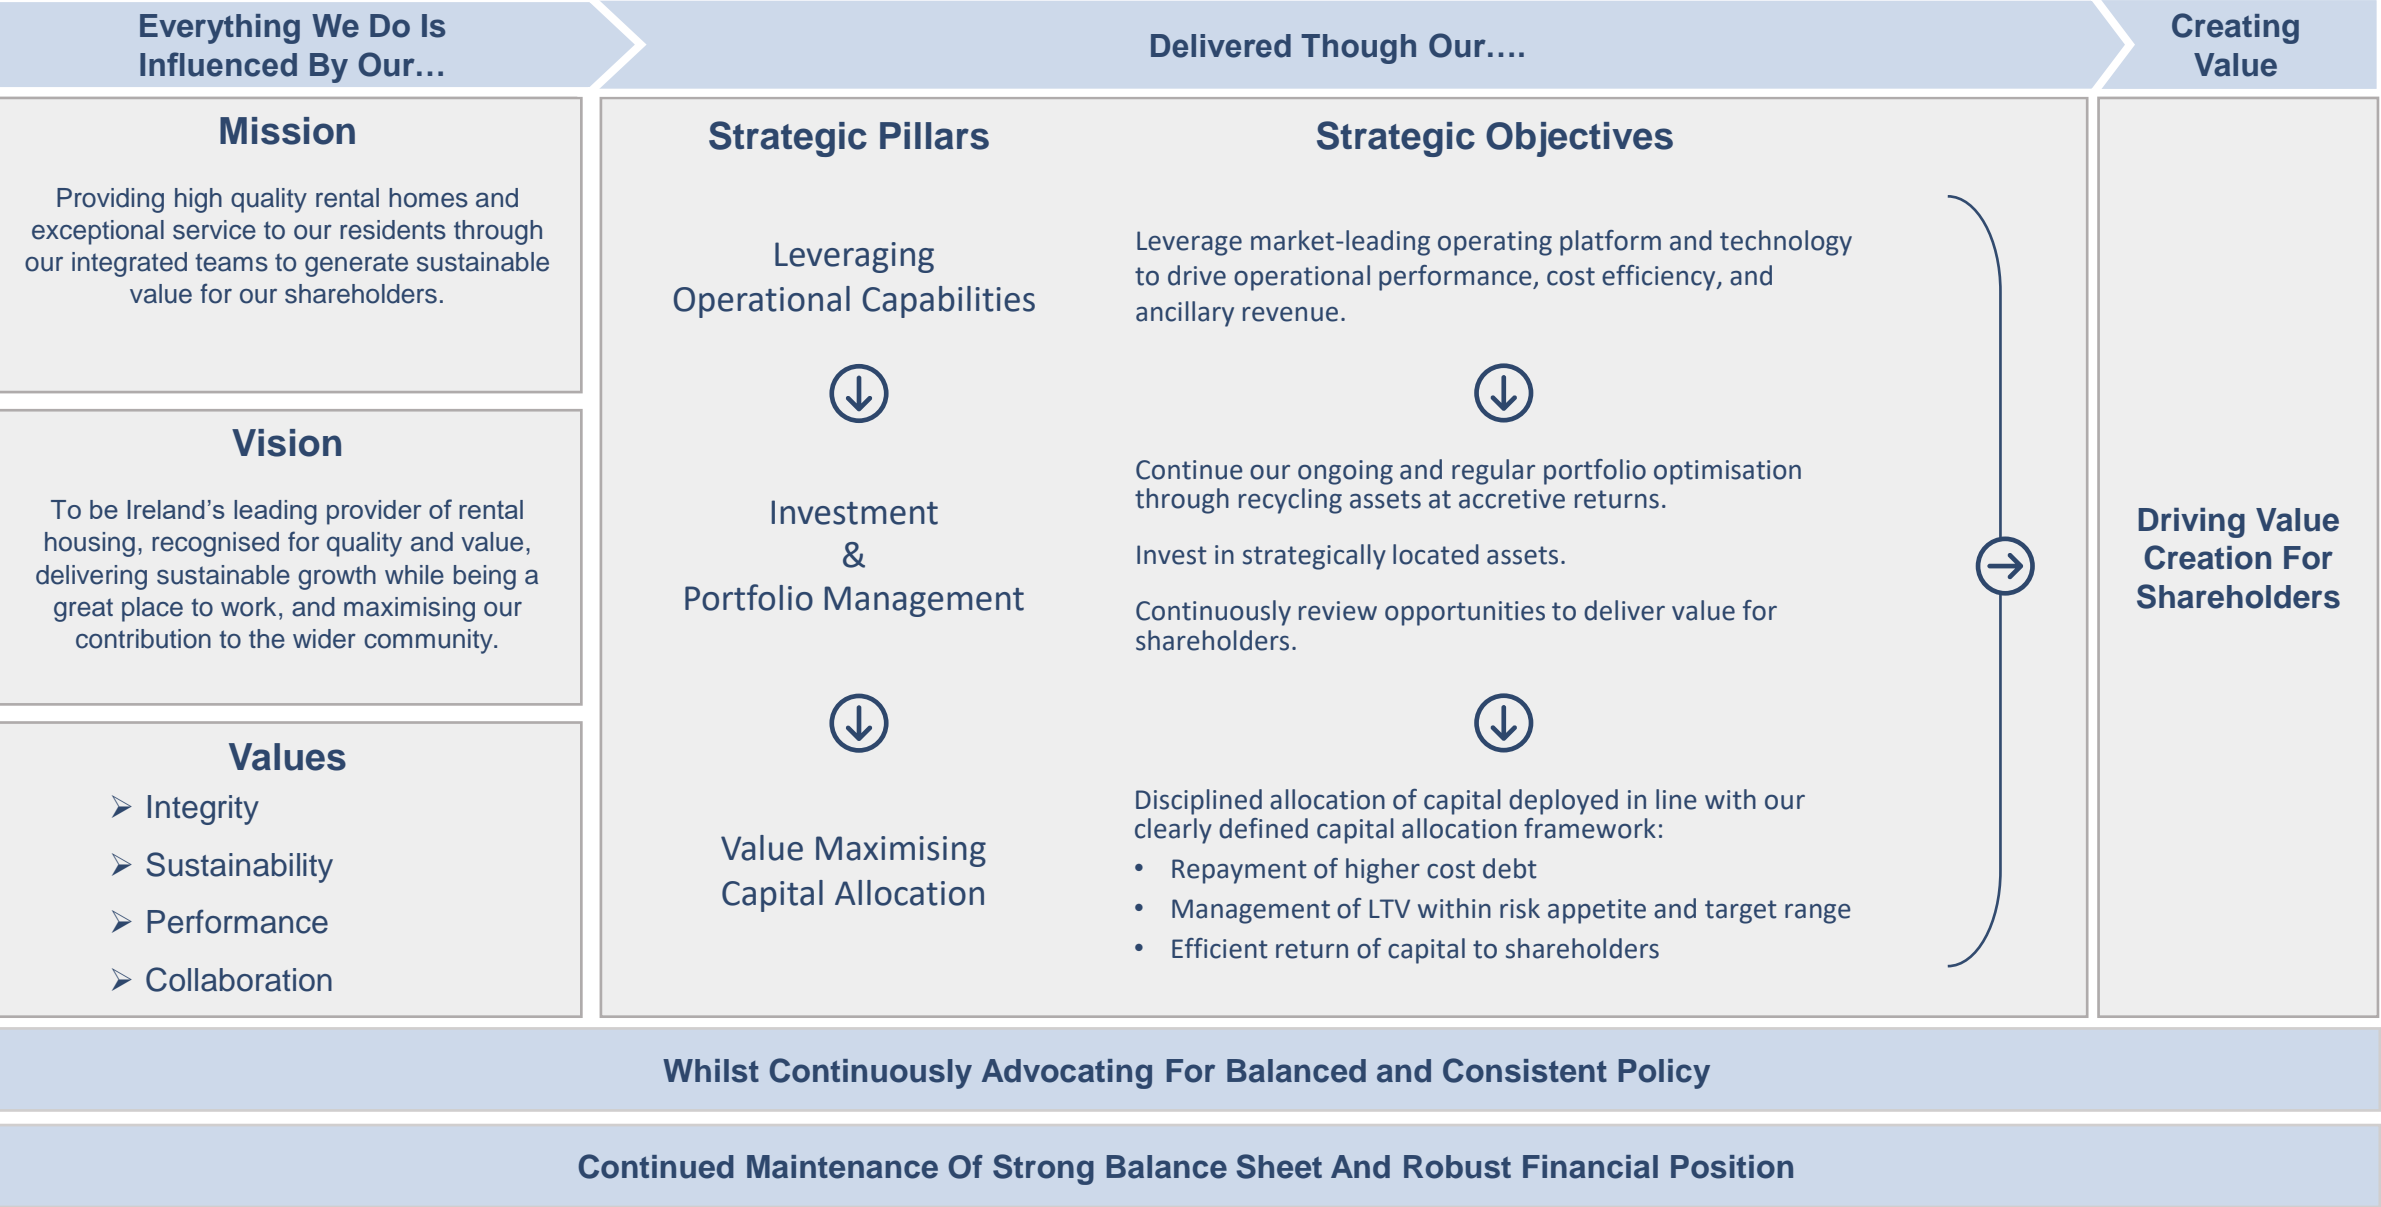 Everything We Do Is
Influenced By Our…
Delivered Though Our….
Creating
Value
Mission
Providing high quality rental homes and
exceptional service to our residents through
our integrated teams to generate sustainable
value for our shareholders.
Vision
To be Ireland’s leading provider of rental
housing, recognised for quality and value,
delivering sustainable growth while being a
great place to work, and maximising our
contribution to the wider community.
Values
➢ Integrity
➢ Sustainability
➢ Performance
➢ Collaboration
Strategic Pillars
Strategic Objectives
Leveraging
Operational Capabilities
Leverage market-leading operating platform and technology
to drive operational performance, cost efficiency, and
ancillary revenue.
Investment
&
Portfolio Management
Continue our ongoing and regular portfolio optimisation
through recycling assets at accretive returns.
Invest in strategically located assets.
Continuously review opportunities to deliver value for
shareholders.
Value Maximising
Capital Allocation
Disciplined allocation of capital deployed in line with our
clearly defined capital allocation framework:
• Repayment of higher cost debt
• Management of LTV within risk appetite and target range
• Efficient return of capital to shareholders
Driving Value
Creation For
Shareholders
Whilst Continuously Advocating For Balanced and Consistent Policy
Continued Maintenance Of Strong Balance Sheet And Robust Financial Position